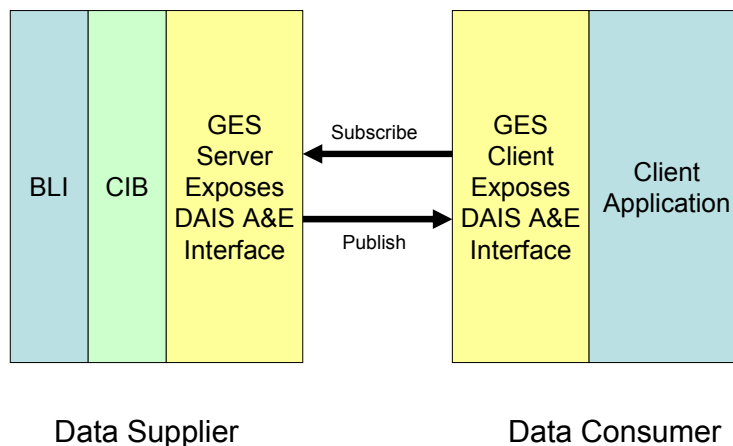 BLI
CIB
GES
Server
Exposes
DAIS A&E
Interface
Subscribe
Publish
GES
Client
Exposes
DAIS A&E
Interface
Client
Application
Data Supplier
Data Consumer